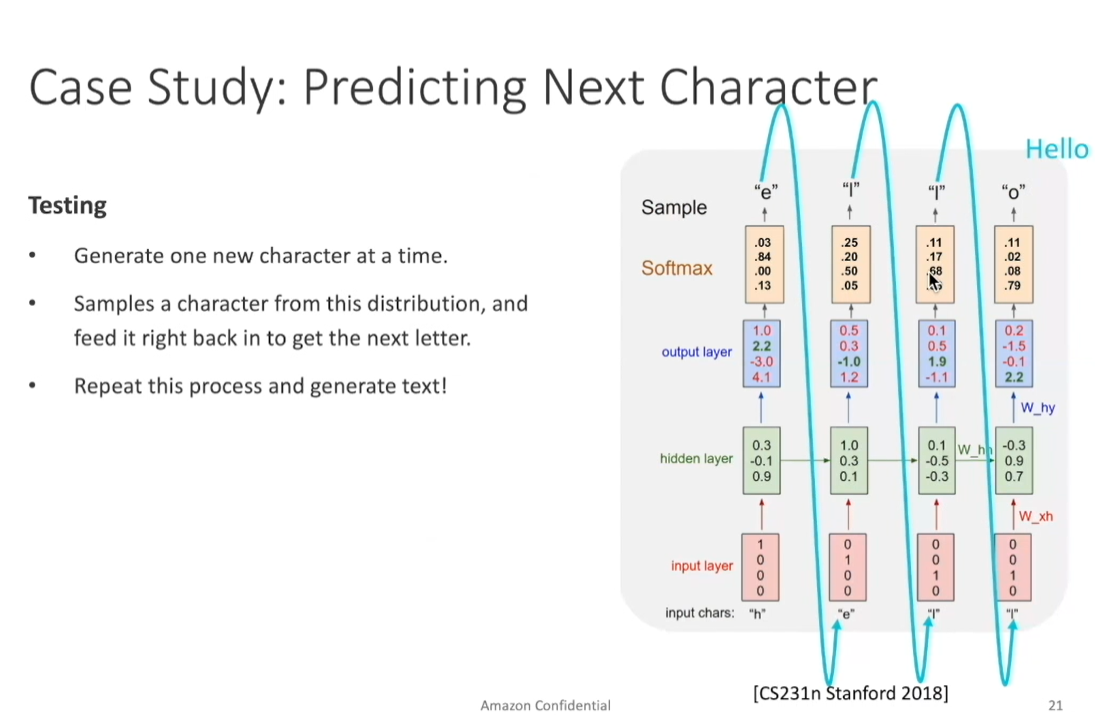 Case Study: Predicting Next Character
Hello
Testing
• Generate one new character at a time.
• Samples a character from this distribution, and
feed it right back in to get the next letter.
• Repeat this process and generate text!
Sample "e" "l" "l" "o"
Softmax
.03 .25 .11 .11
.84 .20 .17 .02
.00 .50 .68 .08
.13 .05 .79
output layer
1.0 0.5 0.1 0.2
2.2 0.3 0.5 -1.5
-3.0 -1.0 1.9 -0.1
4.1 1.2 -1.1 2.2
W_hy
hidden layer
0.3 1.0 0.1 W_hh -0.3
-0.1 0.3 -0.5 0.9
0.9 0.1 -0.3 0.7
W_xh
input layer
1 0 0 0
0 1 0 0
0 0 1 1
0 0 0 0
input chars: "h" "e" "l" "l"
[CS231n Stanford 2018]
Amazon Confidential
21